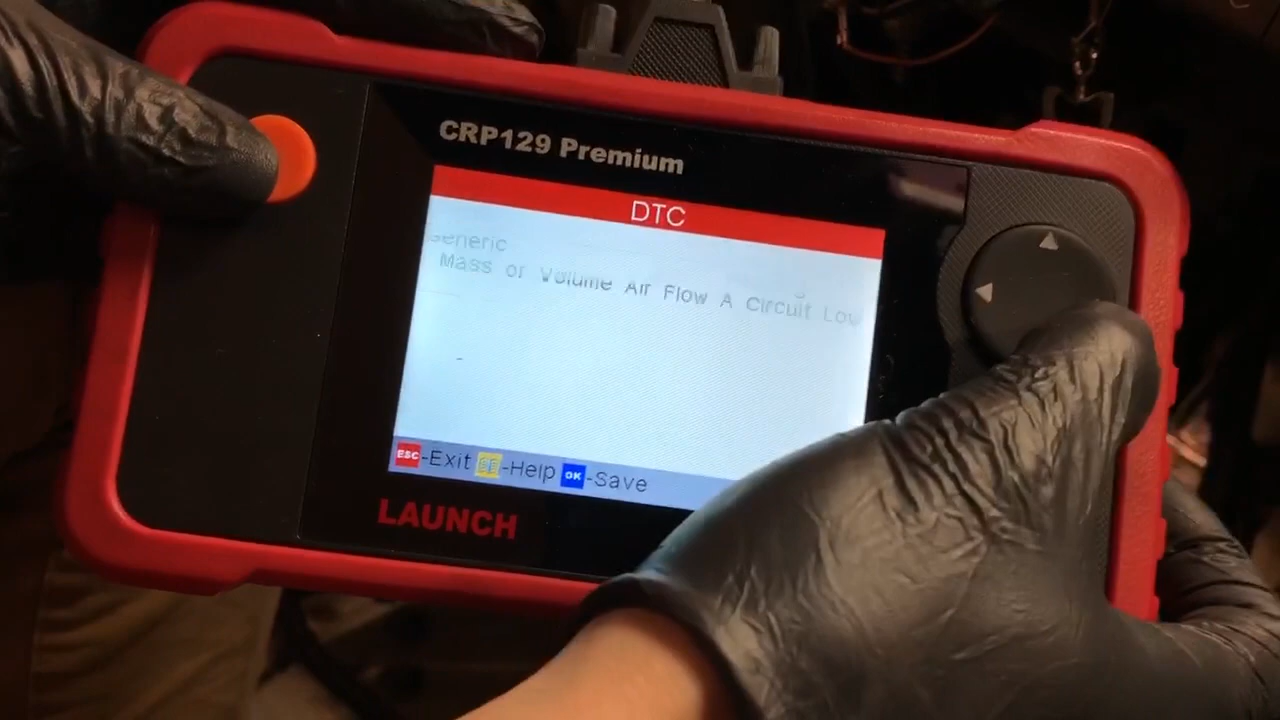 CRP129 Premium
DTC
Generic
Mass or Volume Air Flow A Circuit Low
ESC-Exit -Help OK-Save
LAUNCH